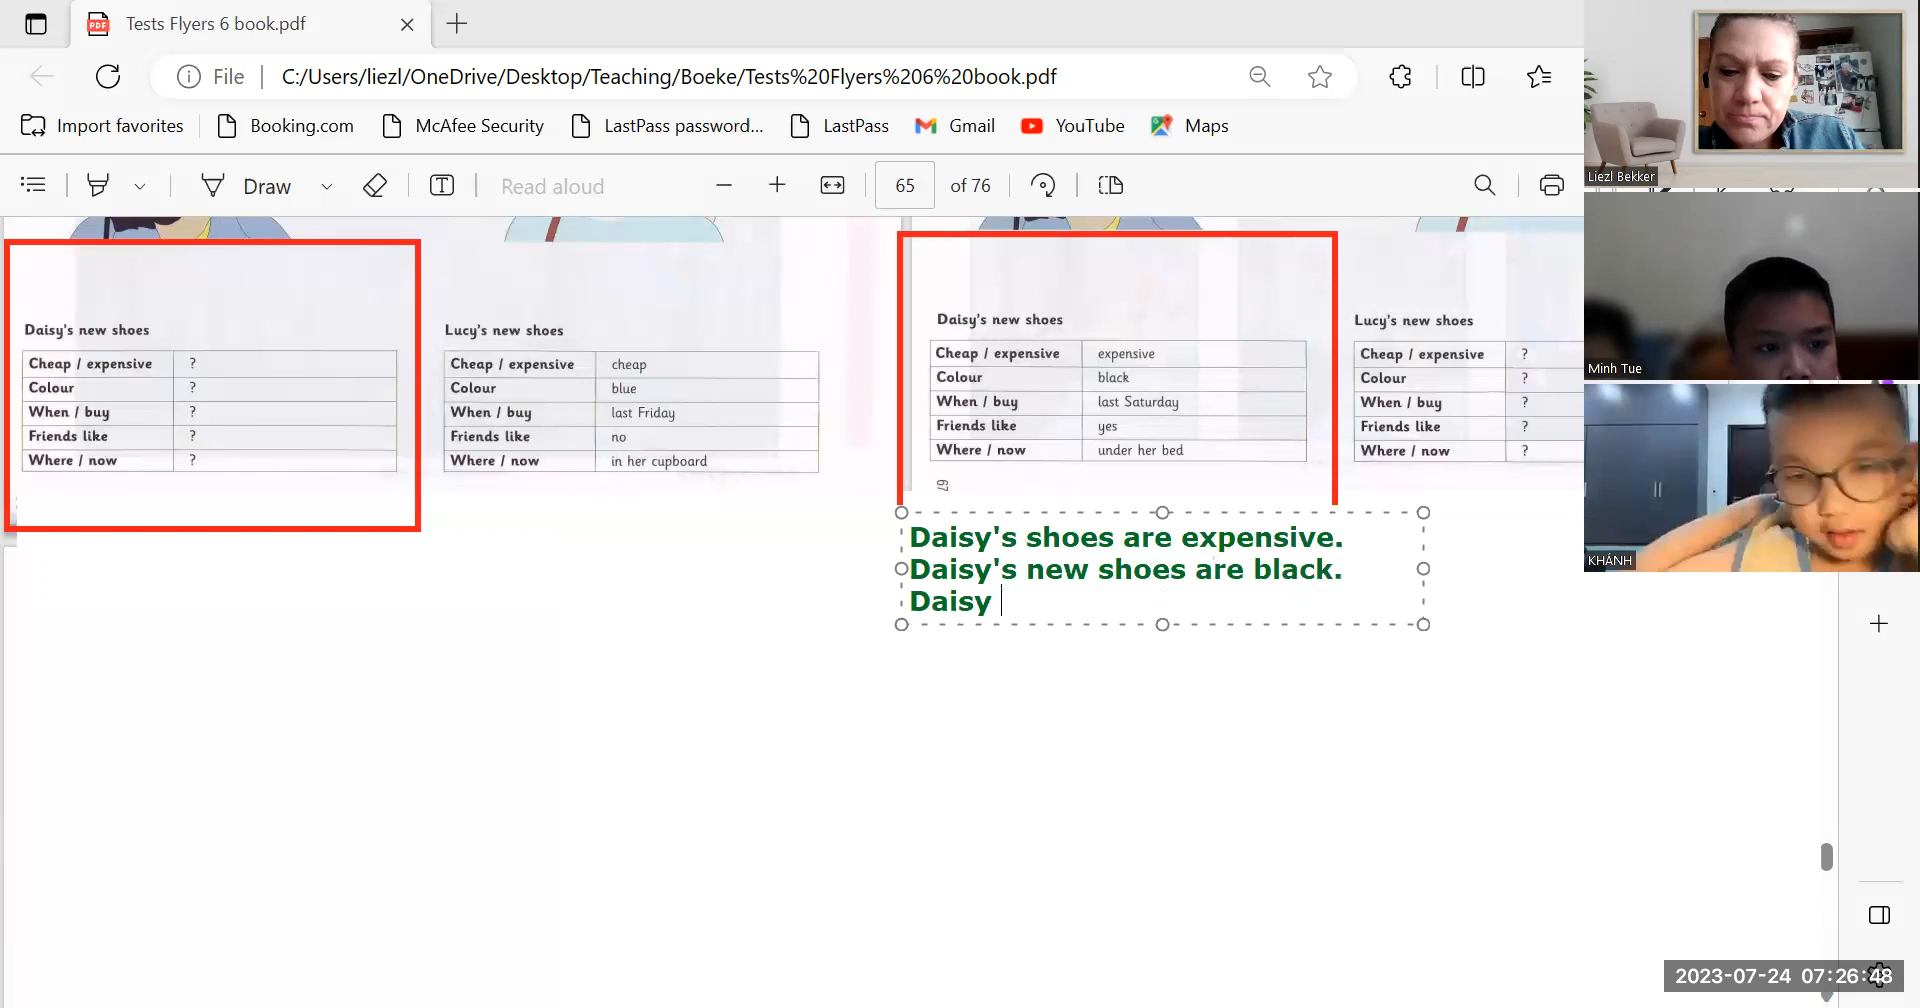 Tests Flyers 6 book.pdf
File
C:/Users/liezl/OneDrive/Desktop/Teaching/Boeke/Tests%20Flyers%206%20book.pdf
Import favorites
Booking.com
McAfee Security
LastPass password...
LastPass
Gmail
YouTube
Maps
Draw
Read aloud
65
of 76
Daisy's new shoes
Cheap / expensive ?
Colour ?
When / buy ?
Friends like ?
Where / now ?
Lucy's new shoes
Cheap / expensive cheap
Colour blue
When / buy last Friday
Friends like no
Where / now in her cupboard
Daisy's new shoes
Cheap / expensive expensive
Colour black
When / buy last Saturday
Friends like yes
Where / now under her bed
67
Lucy's new shoes
Cheap / expensive ?
Colour ?
When / buy ?
Friends like ?
Where / now ?
Daisy's shoes are expensive.
Daisy's new shoes are black.
Daisy
Liezl Bekker
Minh Tue
KHÁNH
2023-07-24 07:26:48